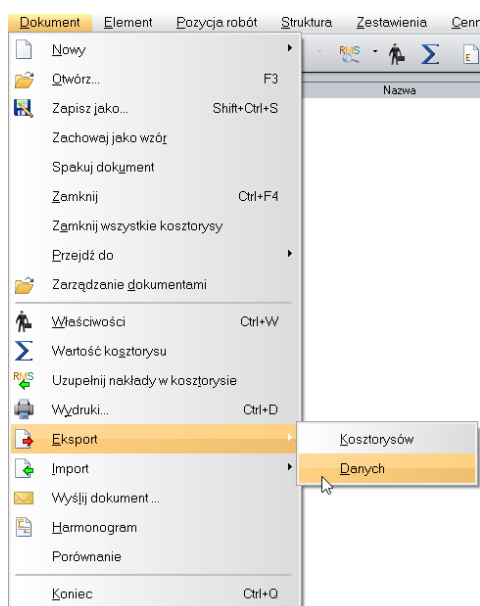 Dokument Element Pozycja robót Struktura Zestawienia Cenn
RMS Σ E
Nazwa
Nowy
Otwórz... F3
Zapisz jako... Shift+Ctrl+S
Zachowaj jako wzór
Spakuj dokument
Zamknij Ctrl+F4
Zamknij wszystkie kosztorysy
Przejdź do
Zarządzanie dokumentami
Właściwości Ctrl+W
Σ Wartość kosztorysu
RMS Uzupełnij nakłady w kosztorysie
Wydruki... Ctrl+D
Eksport Kosztorysów
Import Danych
Wyślij dokument ...
Harmonogram
Porównanie
Koniec Ctrl+Q